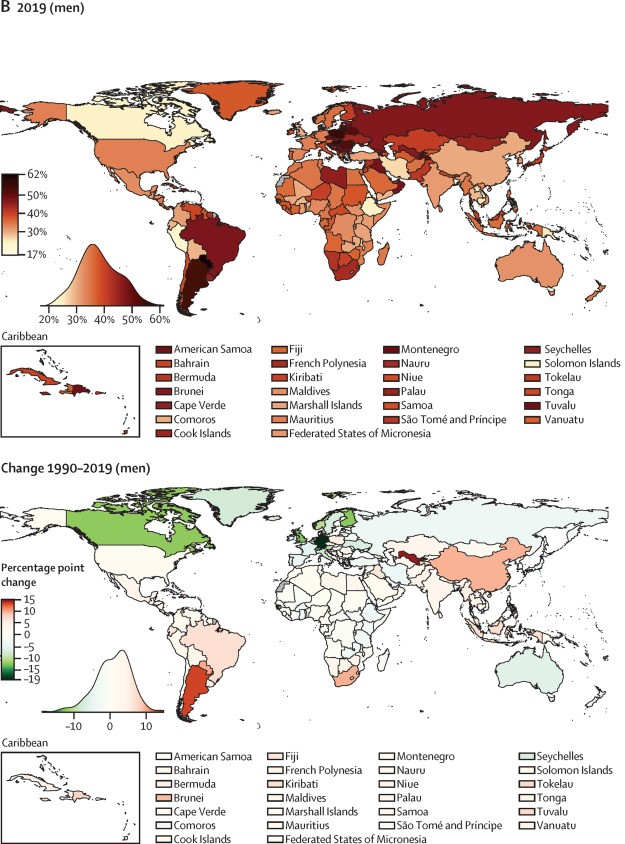 B 2019 (men)
62%
50%
40%
30%
17%
20% 30% 40% 50% 60%
Caribbean
American Samoa
Bahrain
Bermuda
Brunei
Cape Verde
Comoros
Cook Islands
Fiji
French Polynesia
Kiribati
Maldives
Marshall Islands
Mauritius
Federated States of Micronesia
Montenegro
Nauru
Niue
Palau
Samoa
São Tomé and Príncipe
Seychelles
Solomon Islands
Tokelau
Tonga
Tuvalu
Vanuatu
Change 1990–2019 (men)
Percentage point
change
15
10
5
0
−5
−10
−15
−19
−10 0 10
Caribbean
American Samoa
Bahrain
Bermuda
Brunei
Cape Verde
Comoros
Cook Islands
Fiji
French Polynesia
Kiribati
Maldives
Marshall Islands
Mauritius
Federated States of Micronesia
Montenegro
Nauru
Niue
Palau
Samoa
São Tomé and Príncipe
Seychelles
Solomon Islands
Tokelau
Tonga
Tuvalu
Vanuatu